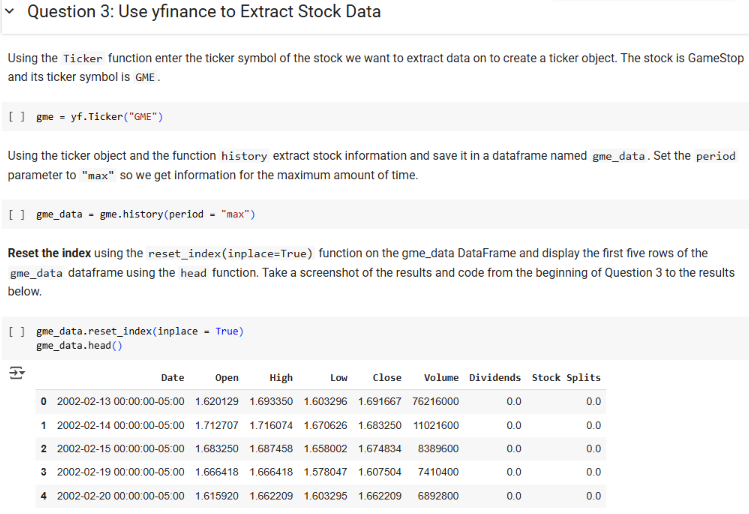 Question 3: Use yfinance to Extract Stock Data
Using the Ticker function enter the ticker symbol of the stock we want to extract data on to create a ticker object. The stock is GameStop
and its ticker symbol is GME.
[ ] gme = yf.Ticker("GME")
Using the ticker object and the function history extract stock information and save it in a dataframe named gme_data. Set the period
parameter to "max" so we get information for the maximum amount of time.
[ ] gme_data = gme.history(period = "max")
Reset the index using the reset_index(inplace=True) function on the gme_data DataFrame and display the first five rows of the
gme_data dataframe using the head function. Take a screenshot of the results and code from the beginning of Question 3 to the results
below.
[ ] gme_data.reset_index(inplace = True)
gme_data.head()
Date Open High Low Close Volume Dividends Stock Splits
0 2002-02-13 00:00:00-05:00 1.620129 1.693350 1.603296 1.691667 76216000 0.0 0.0
1 2002-02-14 00:00:00-05:00 1.712707 1.716074 1.670626 1.683250 11021600 0.0 0.0
2 2002-02-15 00:00:00-05:00 1.683250 1.687458 1.658002 1.674834 8389600 0.0 0.0
3 2002-02-19 00:00:00-05:00 1.666418 1.666418 1.578047 1.607504 7410400 0.0 0.0
4 2002-02-20 00:00:00-05:00 1.615920 1.662209 1.603295 1.662209 6892800 0.0 0.0